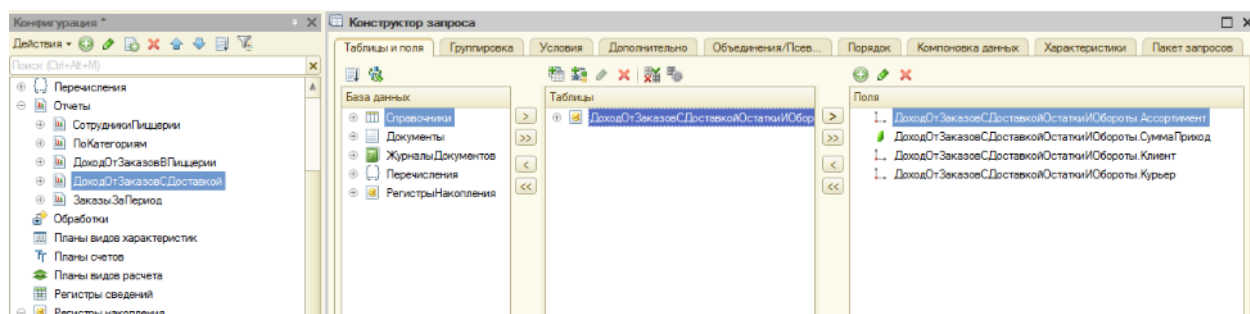 Конфигурация *
Действия
Поиск (Ctrl+Alt+M)
Перечисления
Отчеты
СотрудникиПиццерии
ПоКатегориям
ДоходОтЗаказовВПиццерии
ДоходОтЗаказовСДоставкой
ЗаказыЗаПериод
Обработки
Планы видов характеристик
Планы счетов
Планы видов расчета
Регистры сведений
Регистры накопления
Конструктор запроса
Таблицы и поля
Группировка
Условия
Дополнительно
Объединения/Псев...
Порядок
Компоновка данных
Характеристики
Пакет запросов
База данных
Справочники
Документы
ЖурналыДокументов
Перечисления
РегистрыНакопления
Таблицы
ДоходОтЗаказовСДоставкойОстаткиИОбор
Поля
ДоходОтЗаказовСДоставкойОстаткиИОбороты.Ассортимент
ДоходОтЗаказовСДоставкойОстаткиИОбороты.СуммаПриход
ДоходОтЗаказовСДоставкойОстаткиИОбороты.Клиент
ДоходОтЗаказовСДоставкойОстаткиИОбороты.Курьер